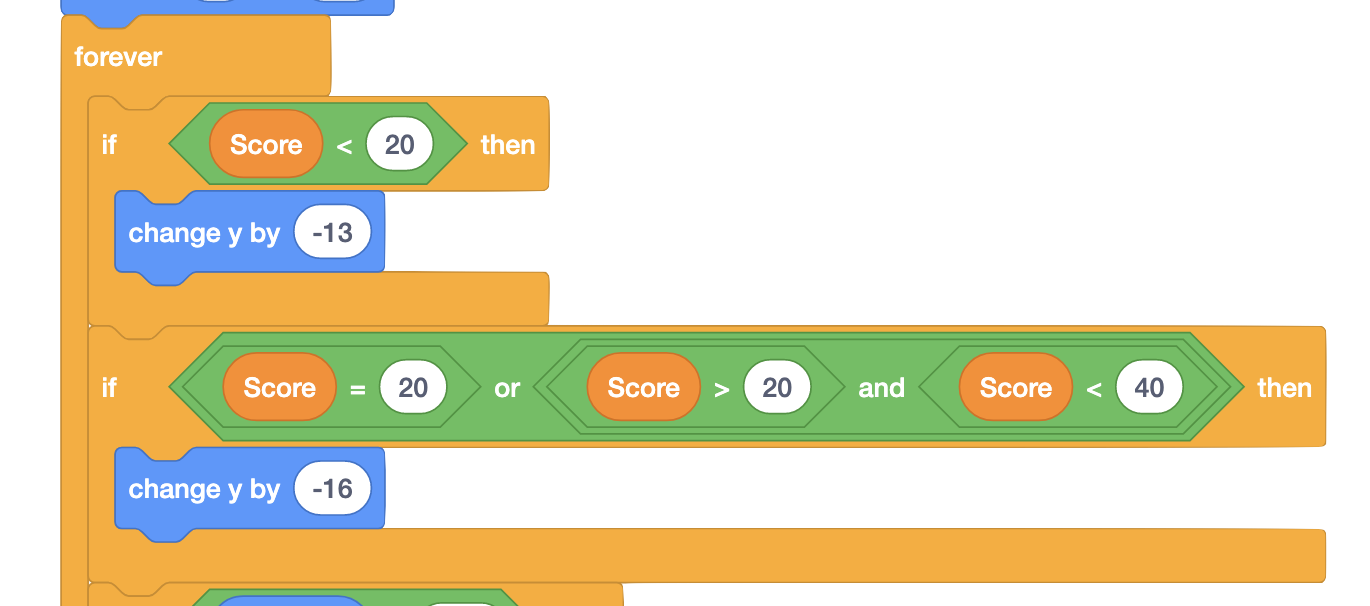 forever
if Score < 20 then
change y by -13
if Score = 20 or Score > 20 and Score < 40 then
change y by -16